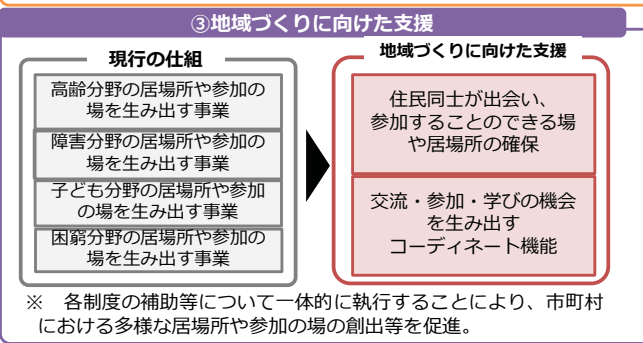 ③地域づくりに向けた支援
現行の仕組
高齢分野の居場所や参加の
場を生み出す事業
障害分野の居場所や参加の
場を生み出す事業
子ども分野の居場所や参加
の場を生み出す事業
困窮分野の居場所や参加の
場を生み出す事業
地域づくりに向けた支援
住民同士が出会い、
参加することのできる場
や居場所の確保
交流・参加・学びの機会
を生み出す
コーディネート機能
※　各制度の補助等について一体的に執行することにより、市町村
における多様な居場所や参加の場の創出等を促進。